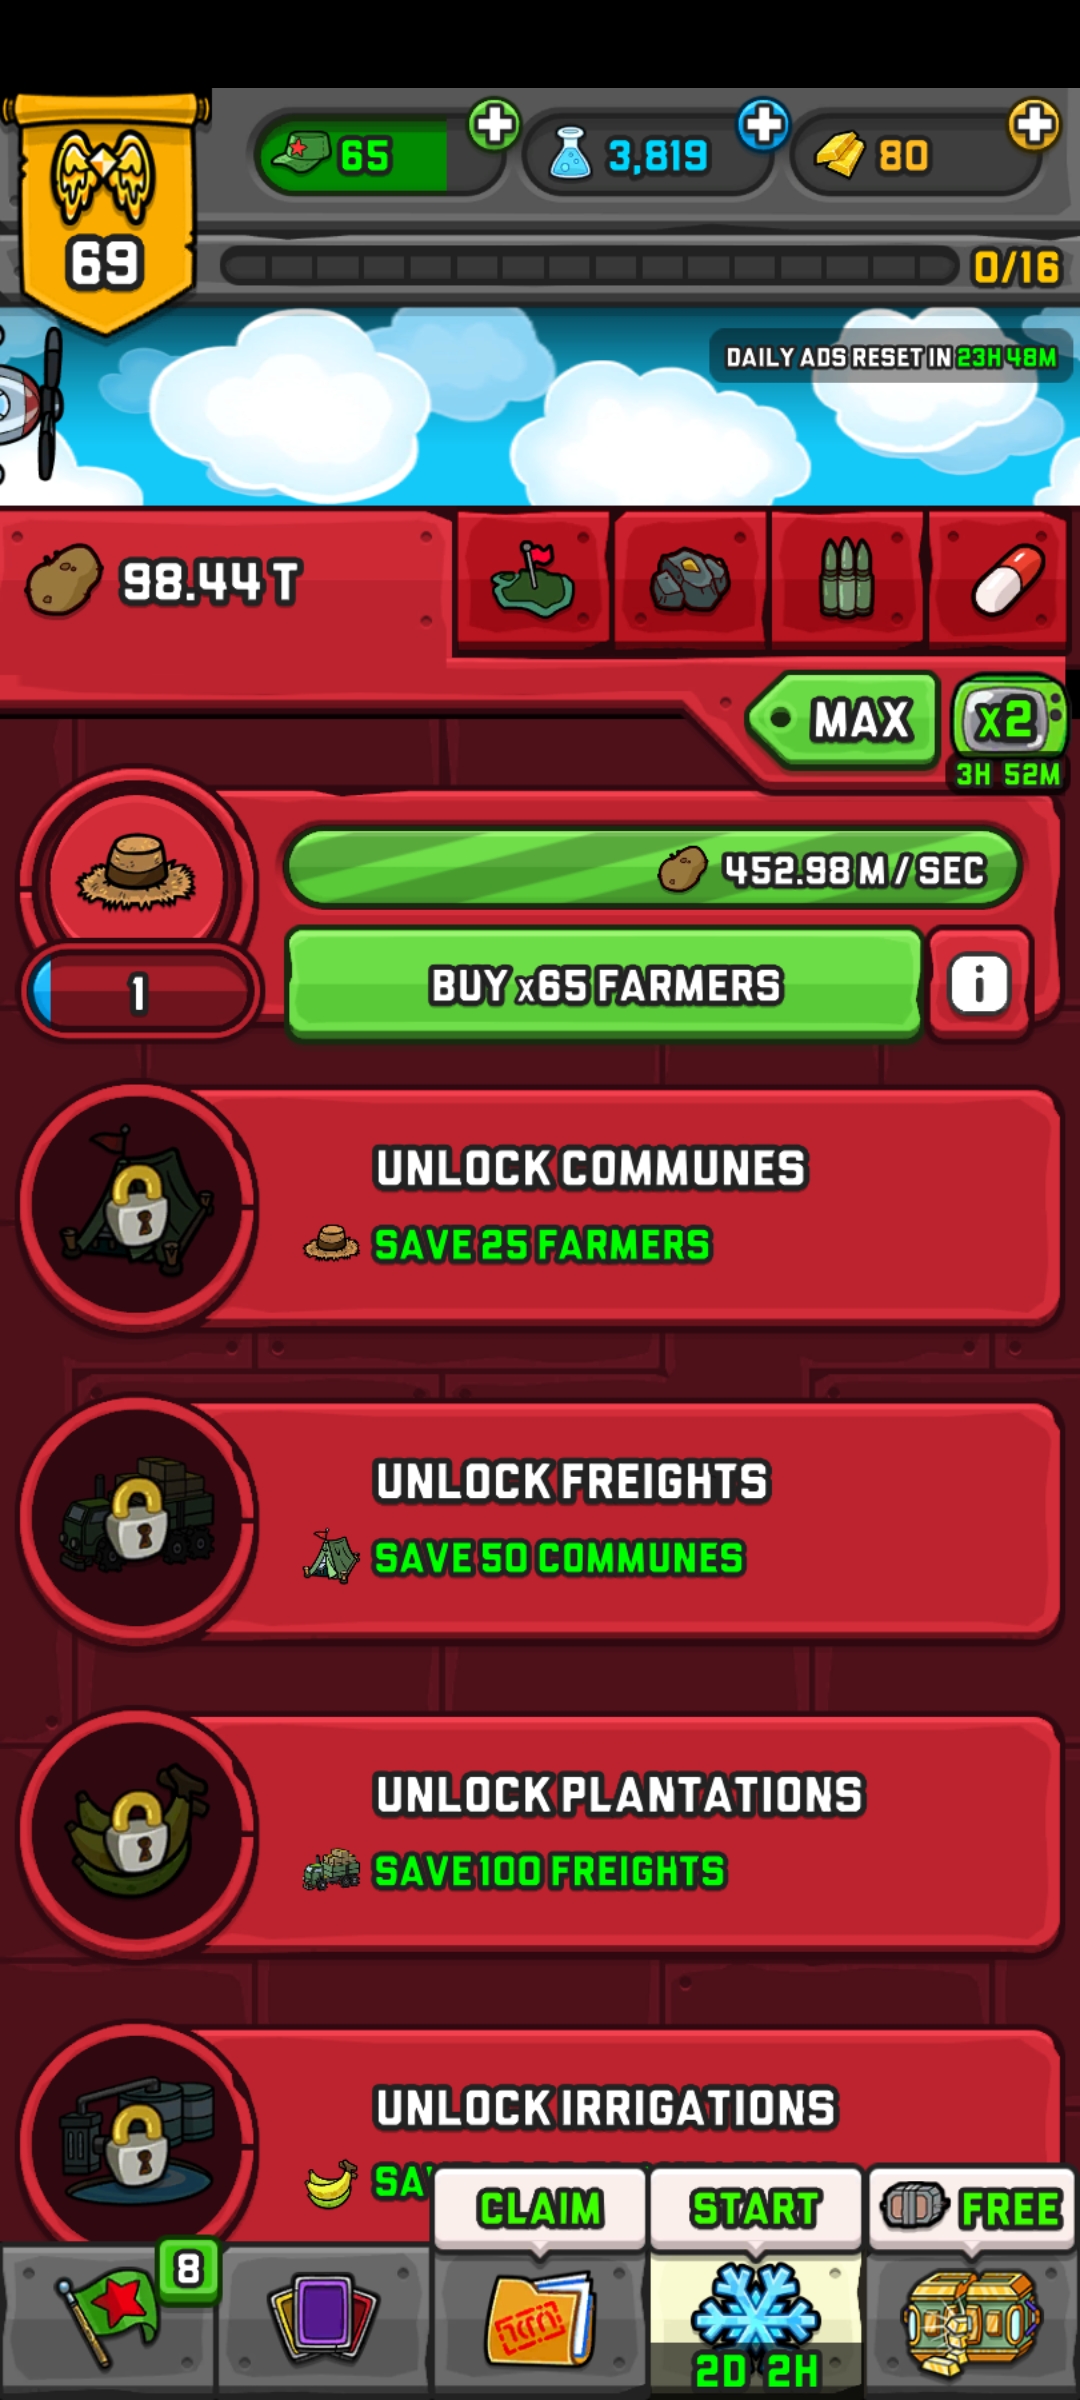 65
3,819
80
69
0/16
DAILY ADS RESET IN 23H 48M
98.44 T
MAX
x2
3H 52M
452.98 M / SEC
1
BUY x65 FARMERS
i
UNLOCK COMMUNES
SAVE 25 FARMERS
UNLOCK FREIGHTS
SAVE 50 COMMUNES
UNLOCK PLANTATIONS
SAVE 100 FREIGHTS
UNLOCK IRRIGATIONS
CLAIM
START
FREE
8
2D 2H